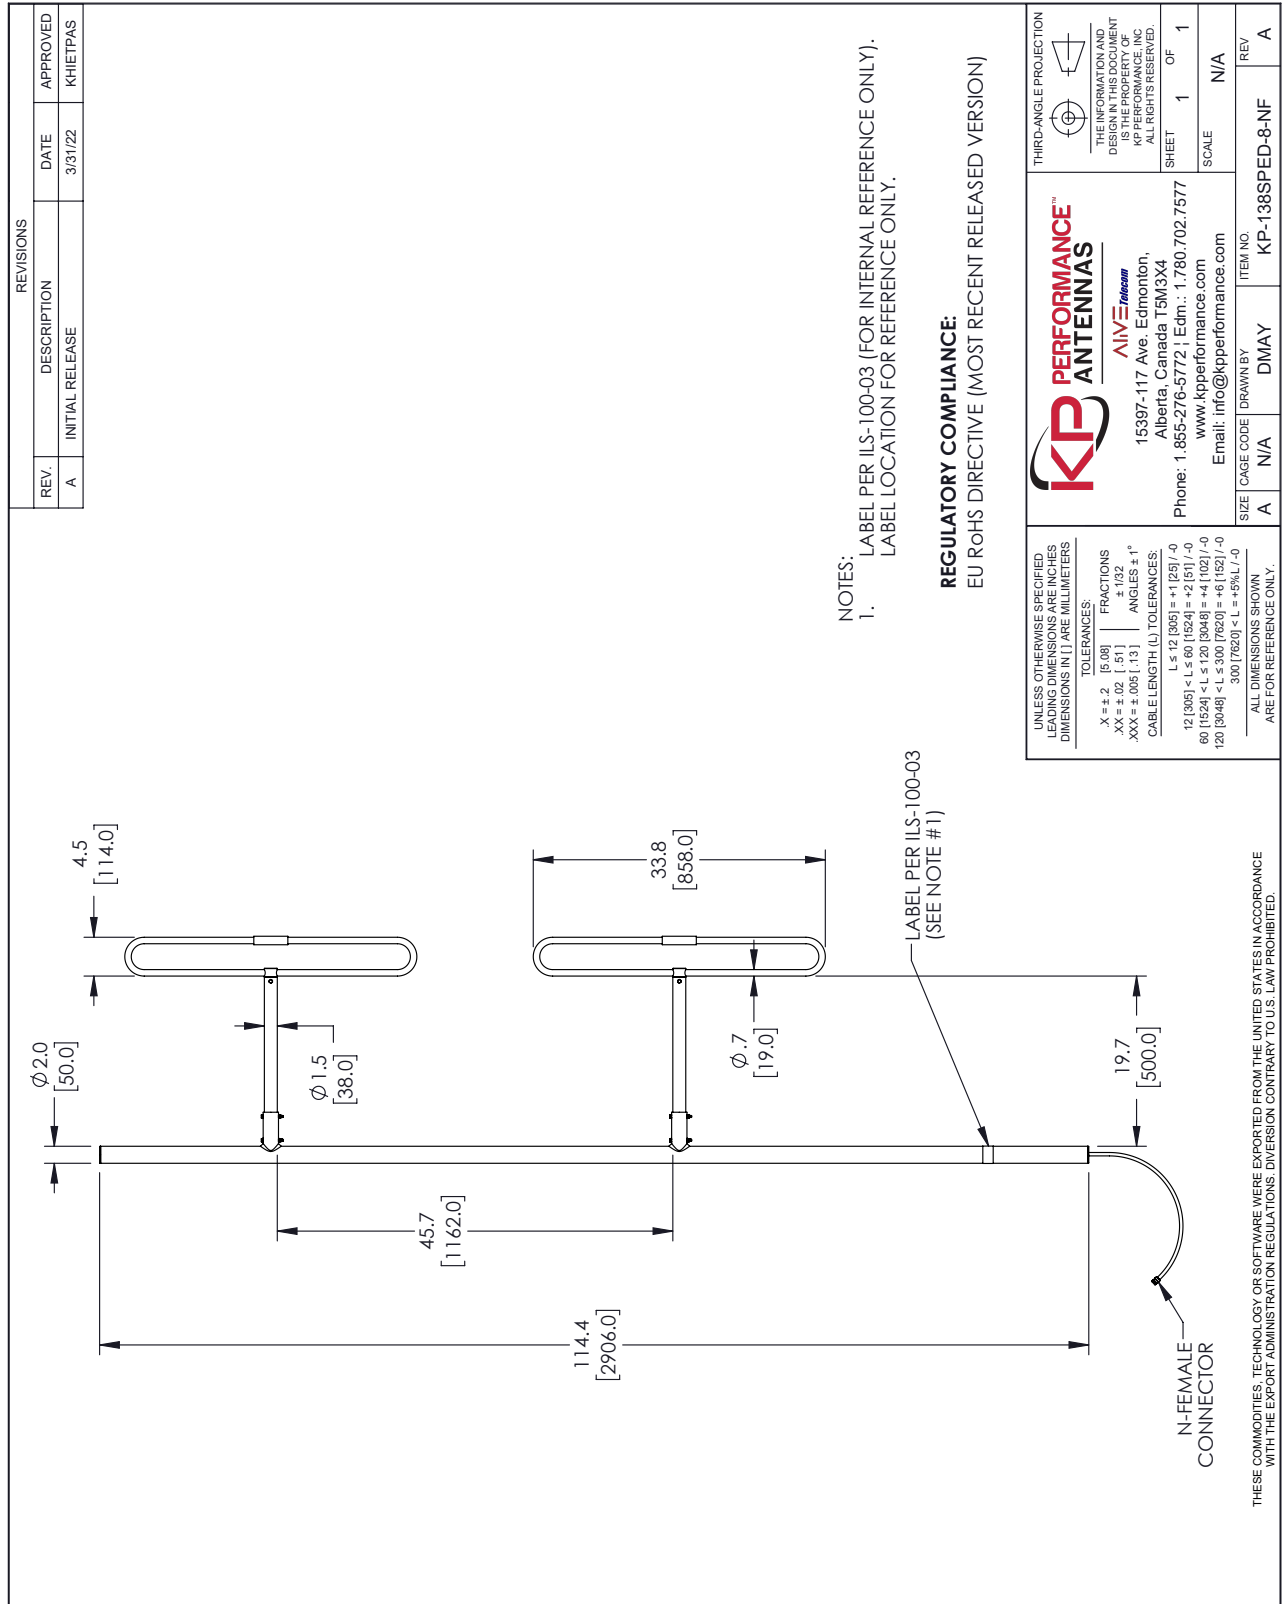 REVISIONS
REV. DESCRIPTION DATE APPROVED
A INITIAL RELEASE 3/31/22 KHIETPAS
4.5
[114.0]
Ø2.0
[50.0]
Ø1.5
[38.0]
33.8
[858.0]
Ø.7
[19.0]
45.7
[1162.0]
114.4
[2906.0]
19.7
[500.0]
LABEL PER ILS-100-03
(SEE NOTE #1)
N-FEMALE
CONNECTOR
NOTES:
1. LABEL PER ILS-100-03 (FOR INTERNAL REFERENCE ONLY).
LABEL LOCATION FOR REFERENCE ONLY.
REGULATORY COMPLIANCE:
EU RoHS DIRECTIVE (MOST RECENT RELEASED VERSION)
THESE COMMODITIES, TECHNOLOGY OR SOFTWARE WERE EXPORTED FROM THE UNITED STATES IN ACCORDANCE
WITH THE EXPORT ADMINISTRATION REGULATIONS. DIVERSION CONTRARY TO U.S. LAW PROHIBITED.
UNLESS OTHERWISE SPECIFIED
LEADING DIMENSIONS ARE INCHES
DIMENSIONS IN [ ] ARE MILLIMETERS
TOLERANCES:
.X = ± .2 [5.08] FRACTIONS
.XX = ± .02 [ .51 ] ± 1/32
.XXX = ± .005 [ .13 ] ANGLES ± 1°
CABLE LENGTH (L) TOLERANCES:
L ≤ 12 [305] = +1 [25] / -0
12 [305] < L ≤ 60 [1524] = +2 [51] / -0
60 [1524] < L ≤ 120 [3048] = +4 [102] / -0
120 [3048] < L ≤ 300 [7620] = +6 [152] / -0
300 [7620] < L = +5%L / -0
ALL DIMENSIONS SHOWN
ARE FOR REFERENCE ONLY.
KP PERFORMANCE™
ANTENNAS
ALIVE Telecom
15397-117 Ave. Edmonton,
Alberta, Canada T5M3X4
Phone: 1.855-276-5772 | Edm.: 1.780.702.7577
www.kpperformance.com
Email: info@kpperformance.com
THIRD-ANGLE PROJECTION
THE INFORMATION AND
DESIGN IN THIS DOCUMENT
IS THE PROPERTY OF
KP PERFORMANCE, INC
ALL RIGHTS RESERVED.
SHEET 1 OF 1
SCALE N/A
SIZE CAGE CODE DRAWN BY ITEM NO. REV
A N/A DMAY KP-138SPED-8-NF A